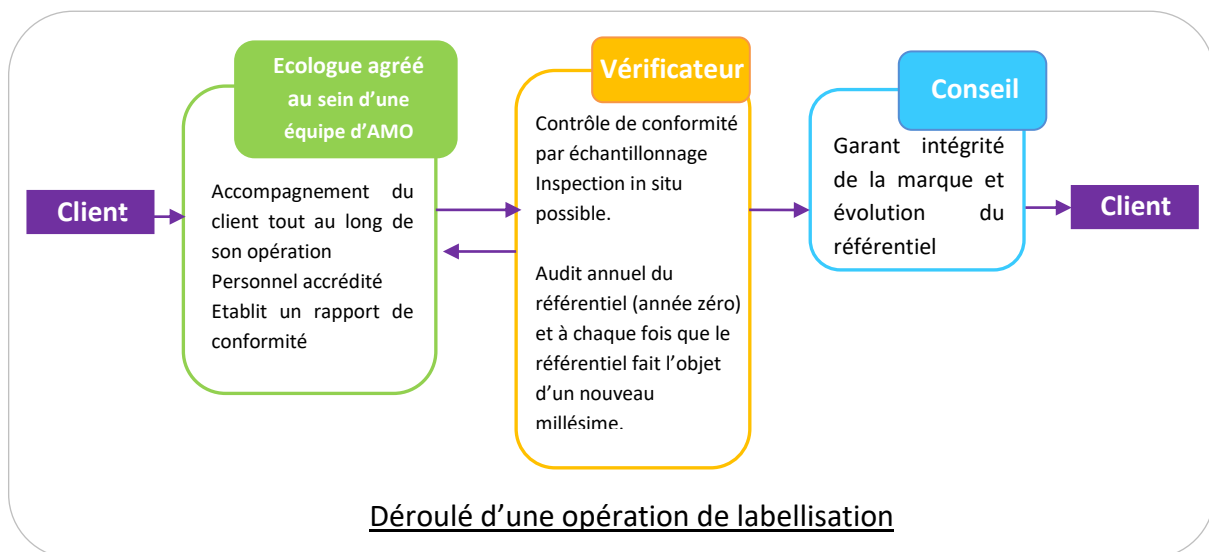 Client
Ecologue agréé
au sein d’une
équipe d’AMO
Accompagnement du
client tout au long de
son opération
Personnel accrédité
Etablit un rapport de
conformité
Vérificateur
Contrôle de conformité
par échantillonnage
Inspection in situ
possible.
Audit annuel du
référentiel (année zéro)
et à chaque fois que le
référentiel fait l’objet
d’un nouveau
millésime.
Conseil
Garant intégrité
de la marque et
évolution du
référentiel
Client
Déroulé d’une opération de labellisation